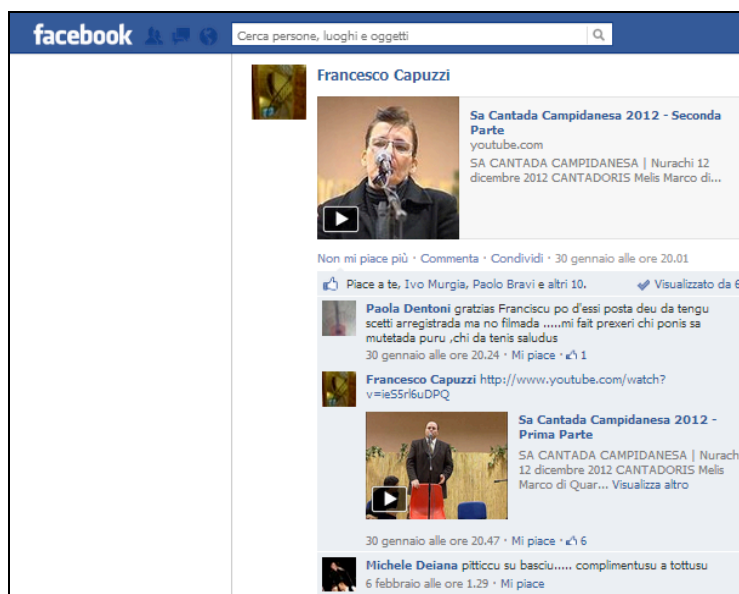 facebook
Cerca persone, luoghi e oggetti
Francesco Capuzzi
Sa Cantada Campidanesa 2012 - Seconda
Parte
youtube.com
SA CANTADA CAMPIDANESA | Nurachi 12
dicembre 2012 CANTADORIS Melis Marco di...
Non mi piace più · Commenta · Condividi · 30 gennaio alle ore 20.01
Piace a te, Ivo Murgia, Paolo Bravi e altri 10.
Visualizzato da 6
Paola Dentoni gratzias Franciscu po d'essi posta deu da tengu
scetti arregistrada ma no filmada .....mi fait prexeri chi ponis sa
mutetada puru ,chi da tenis saludus
30 gennaio alle ore 20.24 · Mi piace · 1
Francesco Capuzzi http://www.youtube.com/watch?
v=ieS5rl6uDPQ
Sa Cantada Campidanesa 2012 -
Prima Parte
SA CANTADA CAMPIDANESA | Nurach
12 dicembre 2012 CANTADORIS Melis
Marco di Quar... Visualizza altro
30 gennaio alle ore 20.47 · Mi piace · 6
Michele Deiana pitticcu su basciu..... complimentusu a tottusu
6 febbraio alle ore 1.29 · Mi piace